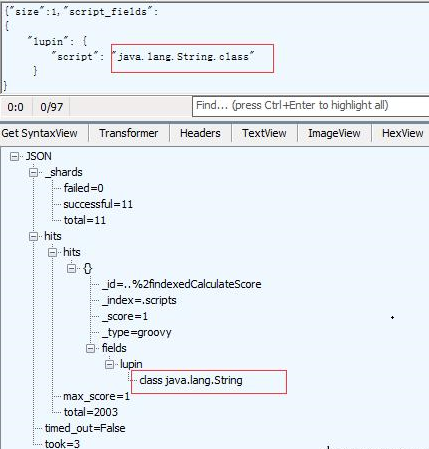 {"size":1,"script_fields":
{
"lupin": {
"script": "java.lang.String.class"
}
}
0:0 0/97 Find... (press Ctrl+Enter to highlight all)
Get SyntaxView Transformer Headers TextView ImageView HexView
JSON
_shards
failed=0
successful=11
total=11
hits
hits
{}
_id=..%2findexedCalculateScore
_index=.scripts
_score=1
_type=groovy
fields
lupin
class java.lang.String
max_score=1
total=2003
timed_out=False
took=3